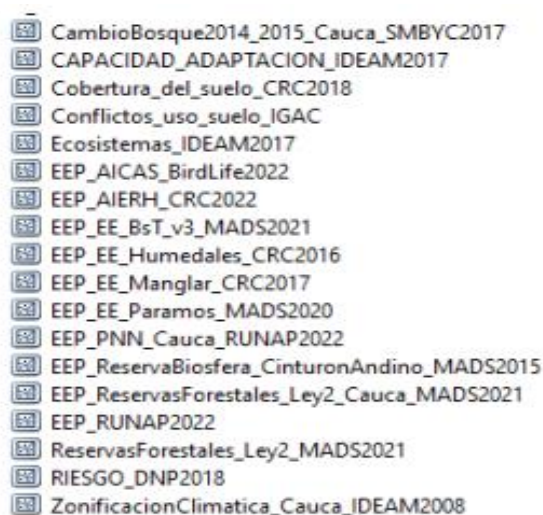 CambioBosque2014_2015_Cauca_SMBYC2017
CAPACIDAD_ADAPTACION_IDEAM2017
Cobertura_del_suelo_CRC2018
Conflictos_uso_suelo_IGAC
Ecosistemas_IDEAM2017
EEP_AICAS_BirdLife2022
EEP_AIERH_CRC2022
EEP_EE_BsT_v3_MADS2021
EEP_EE_Humedales_CRC2016
EEP_EE_Manglar_CRC2017
EEP_EE_Paramos_MADS2020
EEP_PNN_Cauca_RUNAP2022
EEP_ReservaBiosfera_CinturonAndino_MADS2015
EEP_ReservasForestales_Ley2_Cauca_MADS2021
EEP_RUNAP2022
ReservasForestales_Ley2_MADS2021
RIESGO_DNP2018
ZonificacionClimatica_Cauca_IDEAM2008